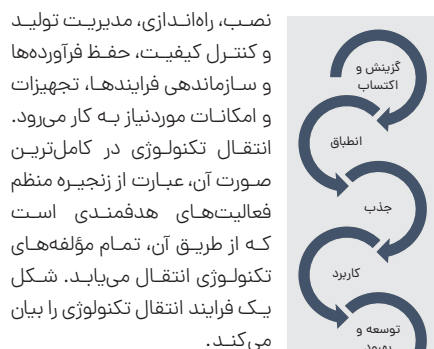 نصب، راه‌اندازی، مدیریت تولید
و کنترل کیفیت، حفظ فرآورده‌ها
و سازماندهی فرایندها، تجهیزات
و امکانات موردنیاز به کار می‌رود.
انتقال تکنولوژی در کامل‌ترین
صورت آن، عبارت از زنجیره منظم
فعالیت‌های هدفمندی است
که از طریق آن، تمام مؤلفه‌های
تکنولوژی انتقال می‌یابد. شکل
یک فرایند انتقال تکنولوژی را بیان
می‌کند.
گزینش و
اکتساب
انطباق
جذب
کاربرد
توسعه و
بهبود